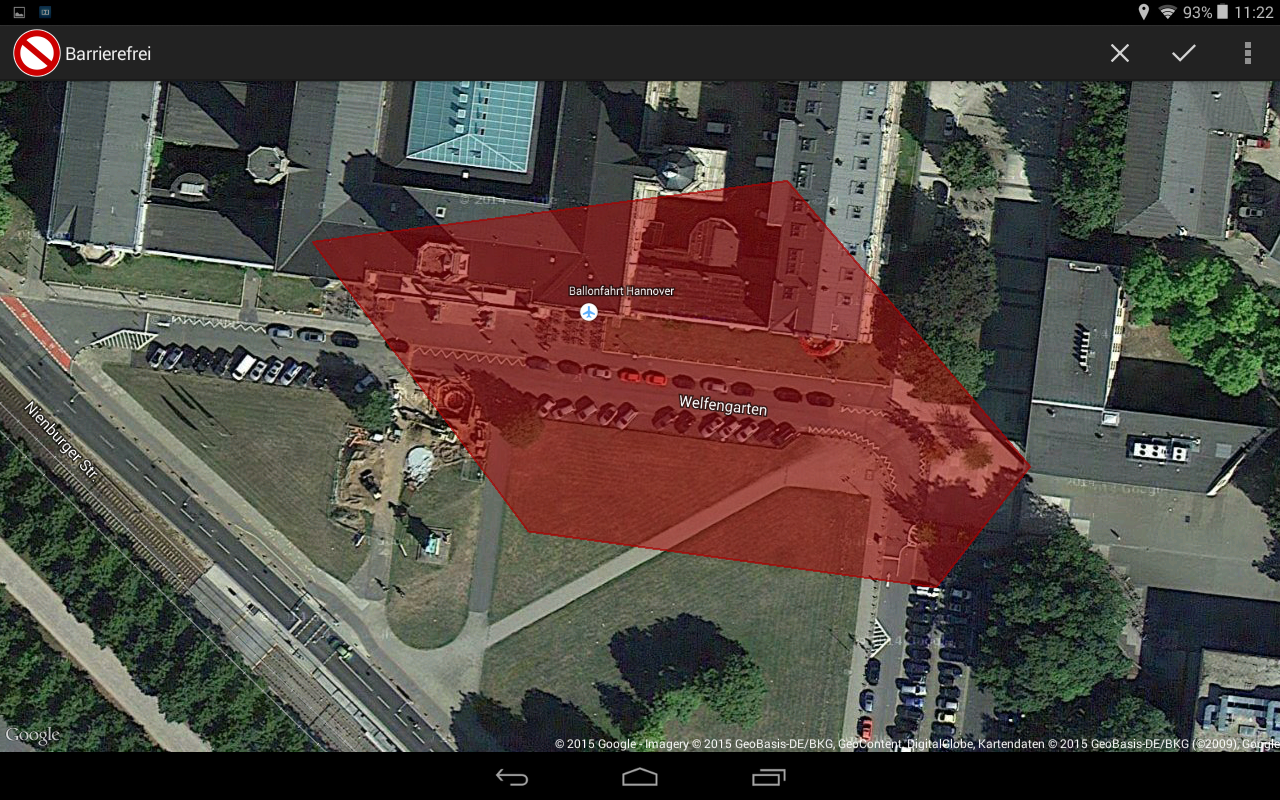 93% 11:22
Barrierefrei
© 2014
Ballonfahrt Hannover
Welfengarten
Nienburger Str.
Google
© 2015 Google - Imagery © 2015 GeoBasis-DE/BKG, GeoContent, DigitalGlobe, Kartendaten © 2015 GeoBasis-DE/BKG (©2009), Google